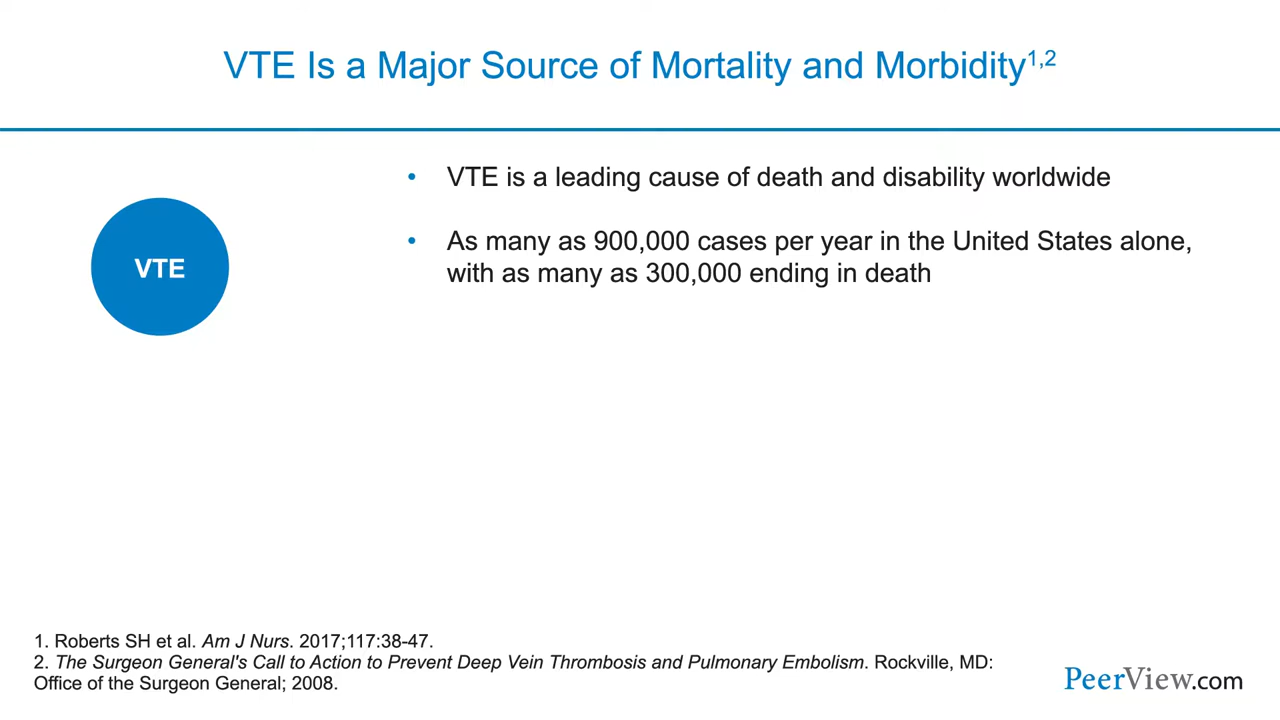 VTE Is a Major Source of Mortality and Morbidity1,2
VTE
• VTE is a leading cause of death and disability worldwide
• As many as 900,000 cases per year in the United States alone,
with as many as 300,000 ending in death
1. Roberts SH et al. Am J Nurs. 2017;117:38-47.
2. The Surgeon General's Call to Action to Prevent Deep Vein Thrombosis and Pulmonary Embolism. Rockville, MD:
Office of the Surgeon General; 2008.
PeerView.com